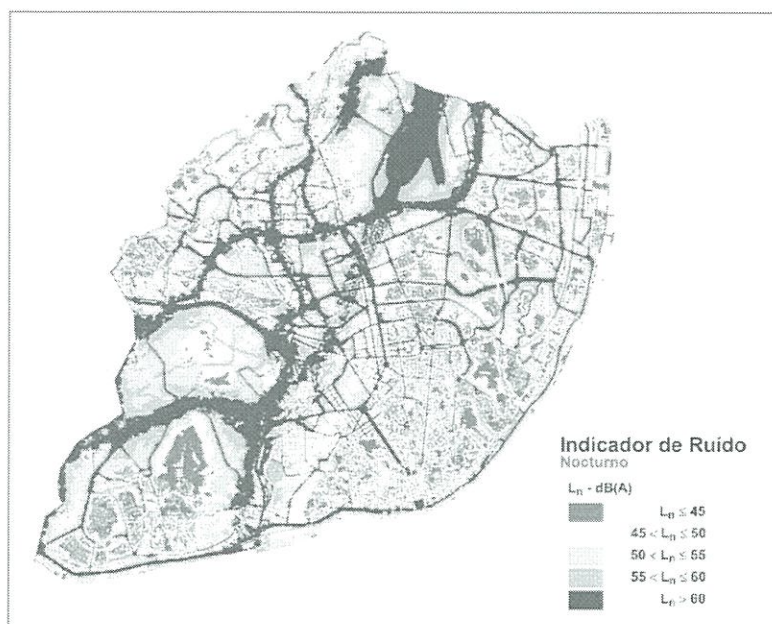 Indicador de Ruído
Nocturno
Lₙ - dB(A)
Lₙ ≤ 45
45 < Lₙ ≤ 50
50 < Lₙ ≤ 55
55 < Lₙ ≤ 60
Lₙ > 60